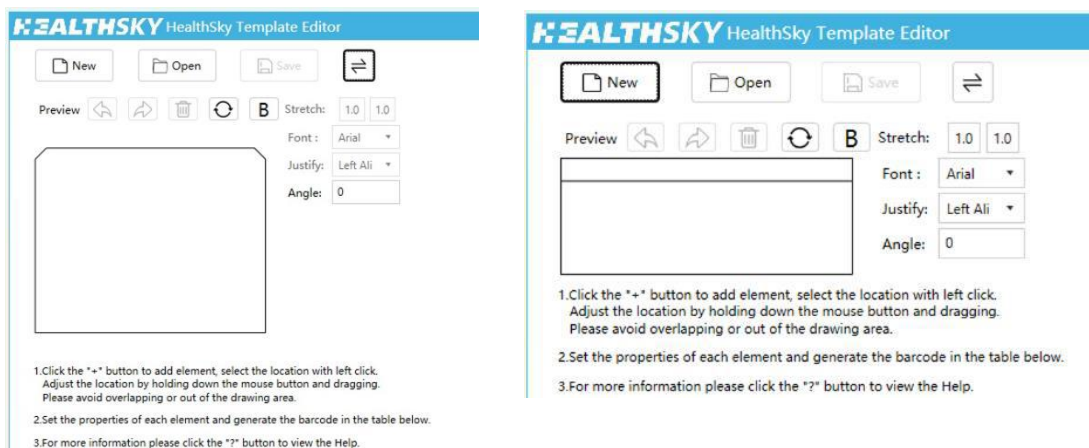 HEALTHSKY HealthSky Template Editor
New Open Save
Preview B Stretch: 1.0 1.0
Font : Arial
Justify: Left Ali
Angle: 0
1.Click the "+" button to add element, select the location with left click.
Adjust the location by holding down the mouse button and dragging.
Please avoid overlapping or out of the drawing area.
2.Set the properties of each element and generate the barcode in the table below.
3.For more information please click the "?" button to view the Help.
HEALTHSKY HealthSky Template Editor
New Open Save
Preview B Stretch: 1.0 1.0
Font : Arial
Justify: Left Ali
Angle: 0
1.Click the "+" button to add element, select the location with left click.
Adjust the location by holding down the mouse button and dragging.
Please avoid overlapping or out of the drawing area.
2.Set the properties of each element and generate the barcode in the table below.
3.For more information please click the "?" button to view the Help.